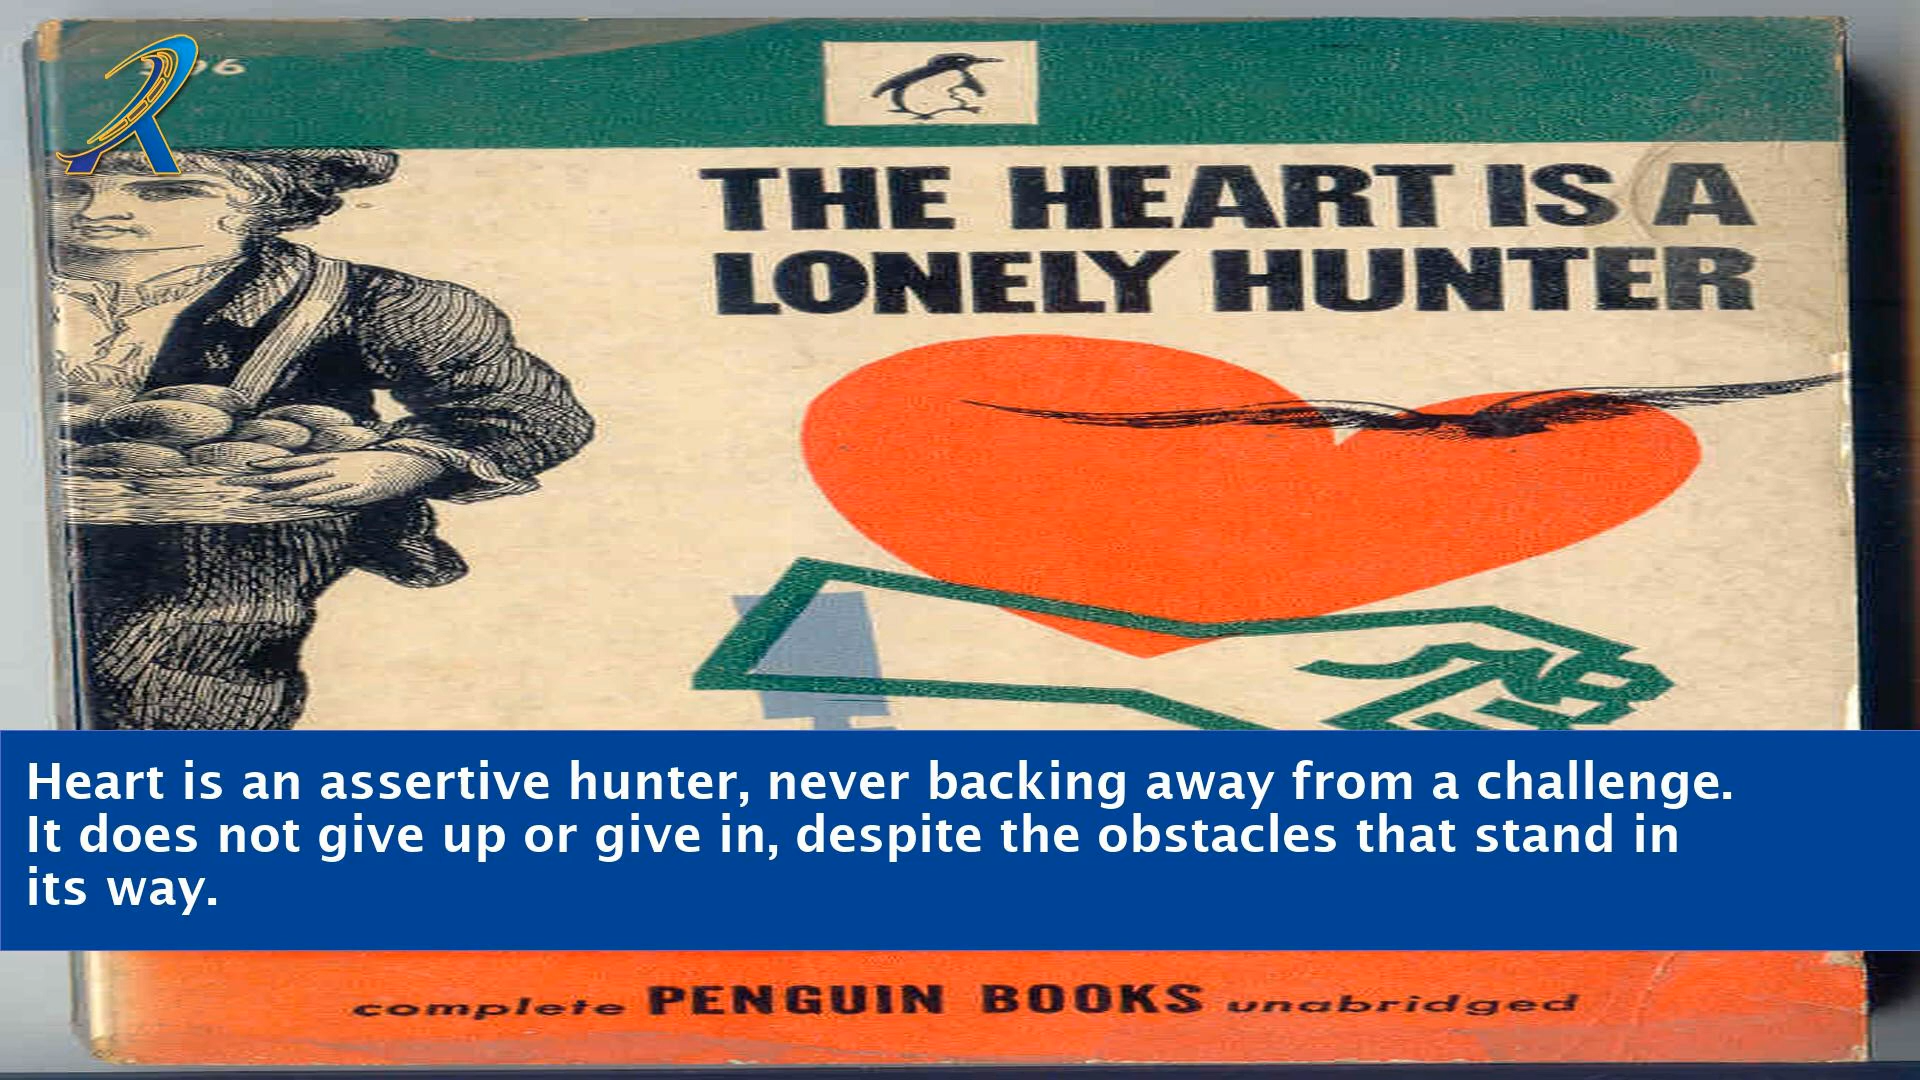 THE HEART IS A
LONELY HUNTER
Heart is an assertive hunter, never backing away from a challenge.
It does not give up or give in, despite the obstacles that stand in
its way.
complete PENGUIN BOOKS unabridged